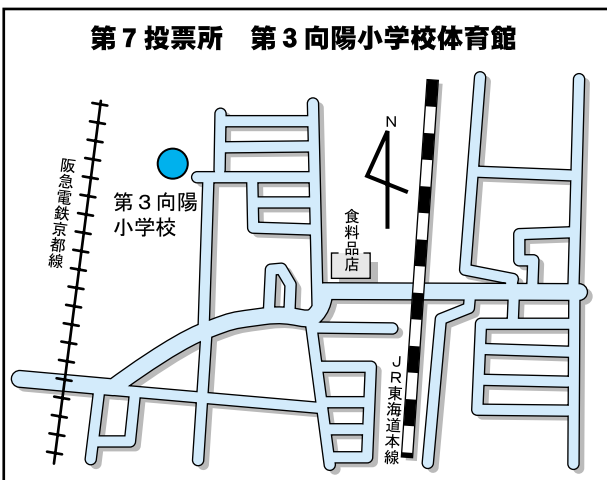 第７投票所　第３向陽小学校体育館
阪急電鉄京都線
第３向陽
小学校
N
食料品店
ＪＲ東海道本線